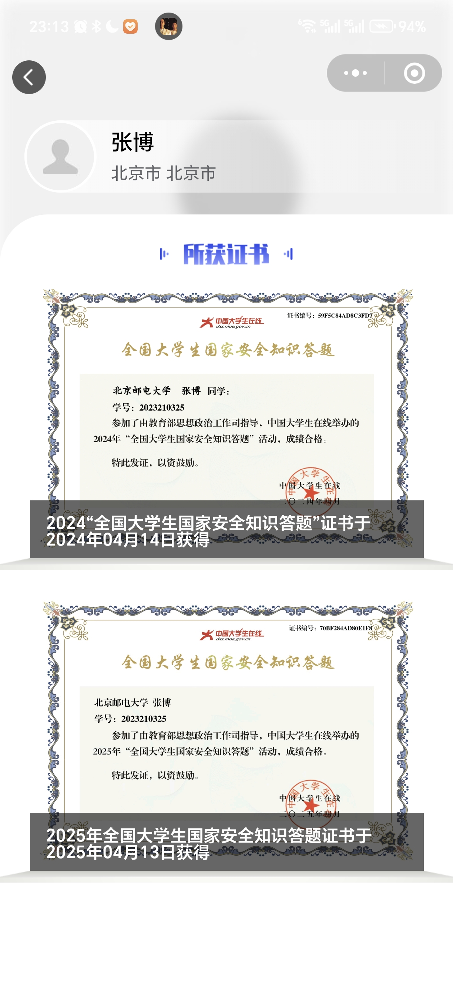 23:13
6 5G 5G 94%
张博
北京市 北京市
所获证书
证书编号：59F5C84AD8C3FD7
中国大学生在线
dxs.moe.gov.cn
全国大学生国家安全知识答题
北京邮电大学 张博 同学：
学号：2023210325
参加了由教育部思想政治工作司指导，中国大学生在线举办的
2024年“全国大学生国家安全知识答题”活动，成绩合格。
特此发证，以资鼓励。
中国大学生在线
中国大学生在线
二〇二四年四月
2024“全国大学生国家安全知识答题”证书于
2024年04月14日获得
证书编号：70BF284AD80E1F8
中国大学生在线
dxs.moe.gov.cn
全国大学生国家安全知识答题
北京邮电大学 张博
学号：2023210325
参加了由教育部思想政治工作司指导，中国大学生在线举办的
2025年“全国大学生国家安全知识答题”活动，成绩合格。
特此发证，以资鼓励。
中国大学生在线
中国大学生在线
二〇二五年四月
2025年全国大学生国家安全知识答题证书于
2025年04月13日获得